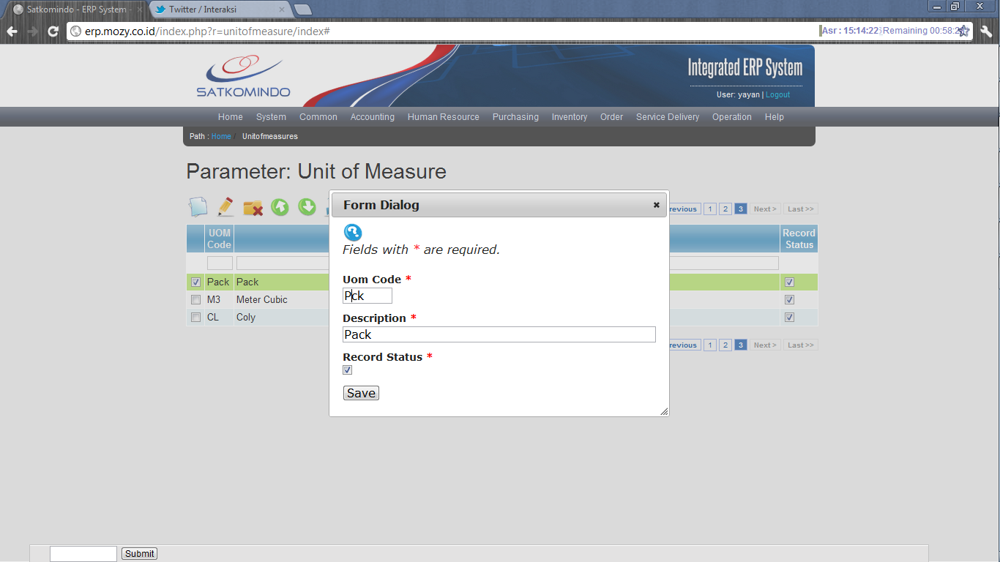 Satkomindo - ERP System -
Twitter / Interaksi
erp.mozy.co.id/index.php?r=unitofmeasure/index#
Asr : 15:14:22 Remaining 00:58:2
SATKOMINDO
Integrated ERP System
User: yayan | Logout
Home System Common Accounting Human Resource Purchasing Inventory Order Service Delivery Operation Help
Path : Home / Unitofmeasures
Parameter: Unit of Measure
Form Dialog
revious 1 2 3 Next > Last >>
UOM Code
Record Status
Fields with * are required.
Pack Pack
M3 Meter Cubic
CL Coly
Uom Code *
Pck
Description *
Pack
revious 1 2 3 Next > Last >>
Record Status *
Save
Submit